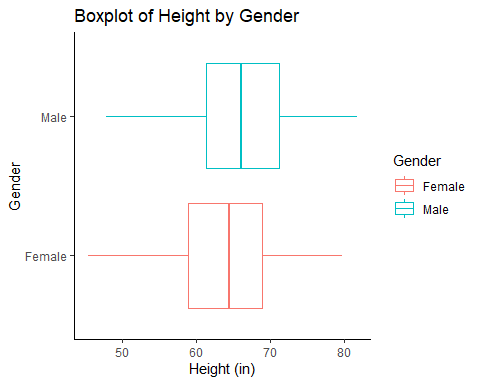 Boxplot of Height by Gender
Gender
Male
Female
50 60 70 80
Height (in)
Gender
Female
Male